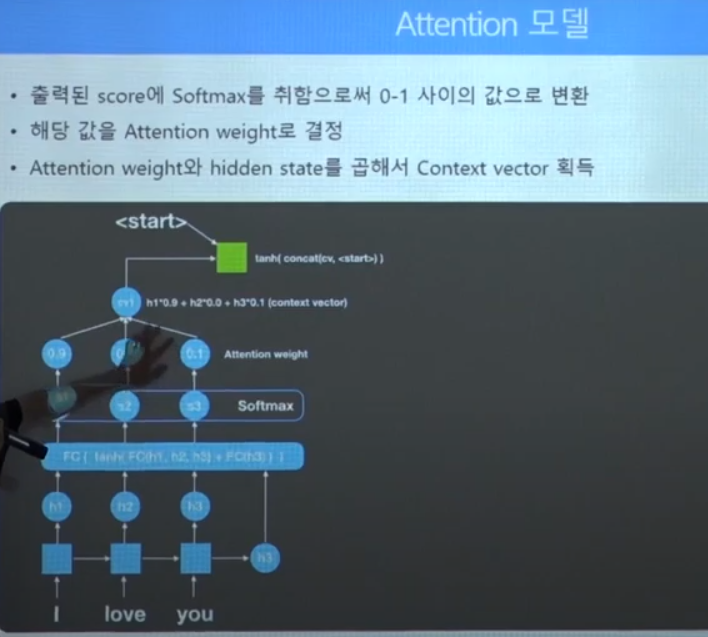 Attention 모델
• 출력된 score에 Softmax를 취함으로써 0-1 사이의 값으로 변환
• 해당 값을 Attention weight로 결정
• Attention weight와 hidden state를 곱해서 Context vector 획득
<start>
tanh( concat(cv, <start>) )
cv1 h1*0.9 + h2*0.0 + h3*0.1 (context vector)
0.9 0.1 Attention weight
s2 s3 Softmax
FC ( tanh( FC(h1, h2, h3) + FC(h3) ) )
h1 h2 h3
h3
I love you